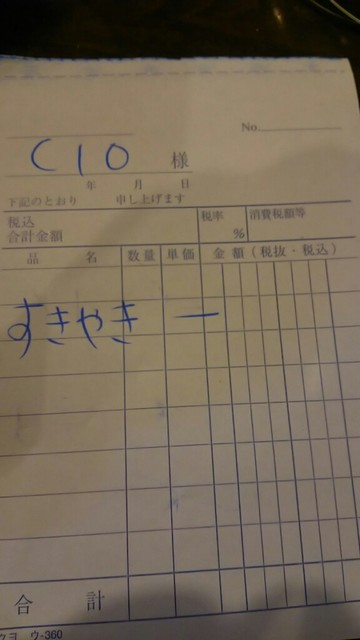 No.
C10 様
年 月 日
下記のとおり 申し上げます
税込 合計金額 税率 % 消費税額等
品 名 数量 単価 金 額 (税抜・税込)
すきやき 一
合 計
クヨ ウ-360